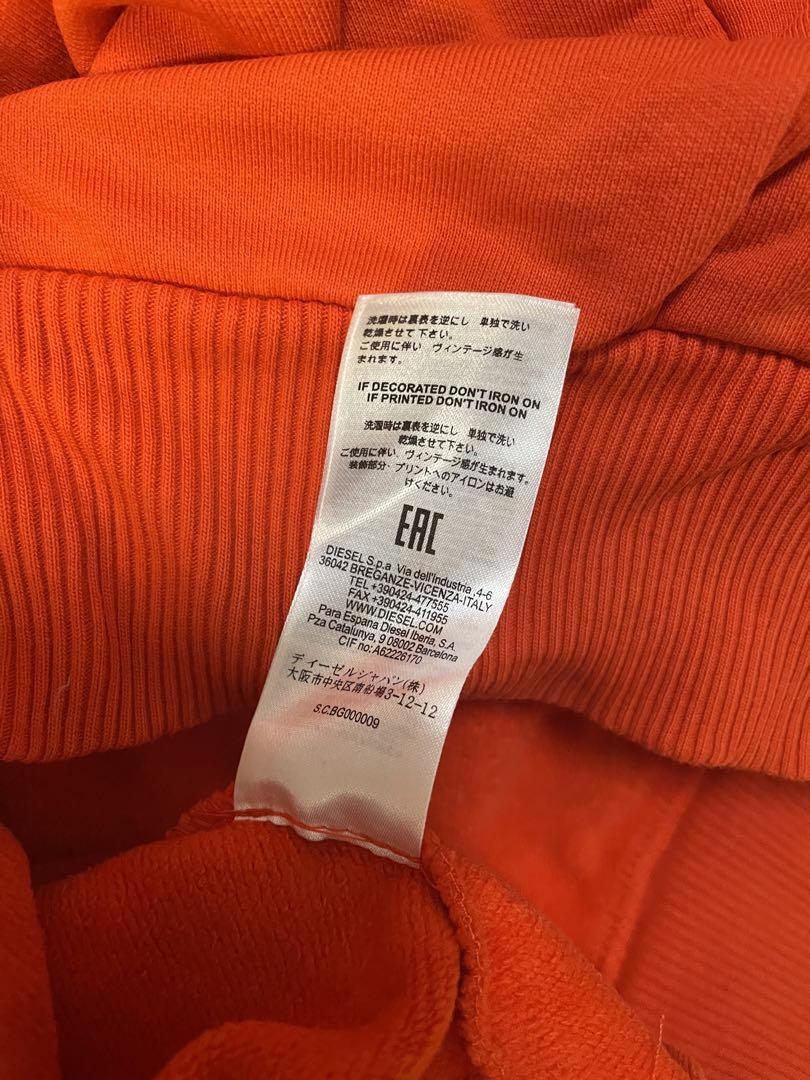 洗濯時は裏表を逆にし 単独で洗い
乾燥させて下さい。
ご使用に伴い ヴィンテージ感が生
まれます。
IF DECORATED DON'T IRON ON
IF PRINTED DON'T IRON ON
洗濯時は裏表を逆にし 単独で洗い
乾燥させて下さい。
ご使用に伴い、ヴィンテージ感が生まれます。
装飾部分・プリントへのアイロンはお避
けください。
EAC
DIESEL S.p.a Via dell'Industria ,4-6
36042 BREGANZE-VICENZA-ITALY
TEL +390424-477555
FAX +390424-411955
WWW.DIESEL.COM
Para Espana Diesel Iberia, S.A.
Pza Catalunya, 9 08002 Barcelona
CIF no: A62226170
ディーゼルジャパン(株)
大阪市中央区南船場3-12-12
S.C.BG000009